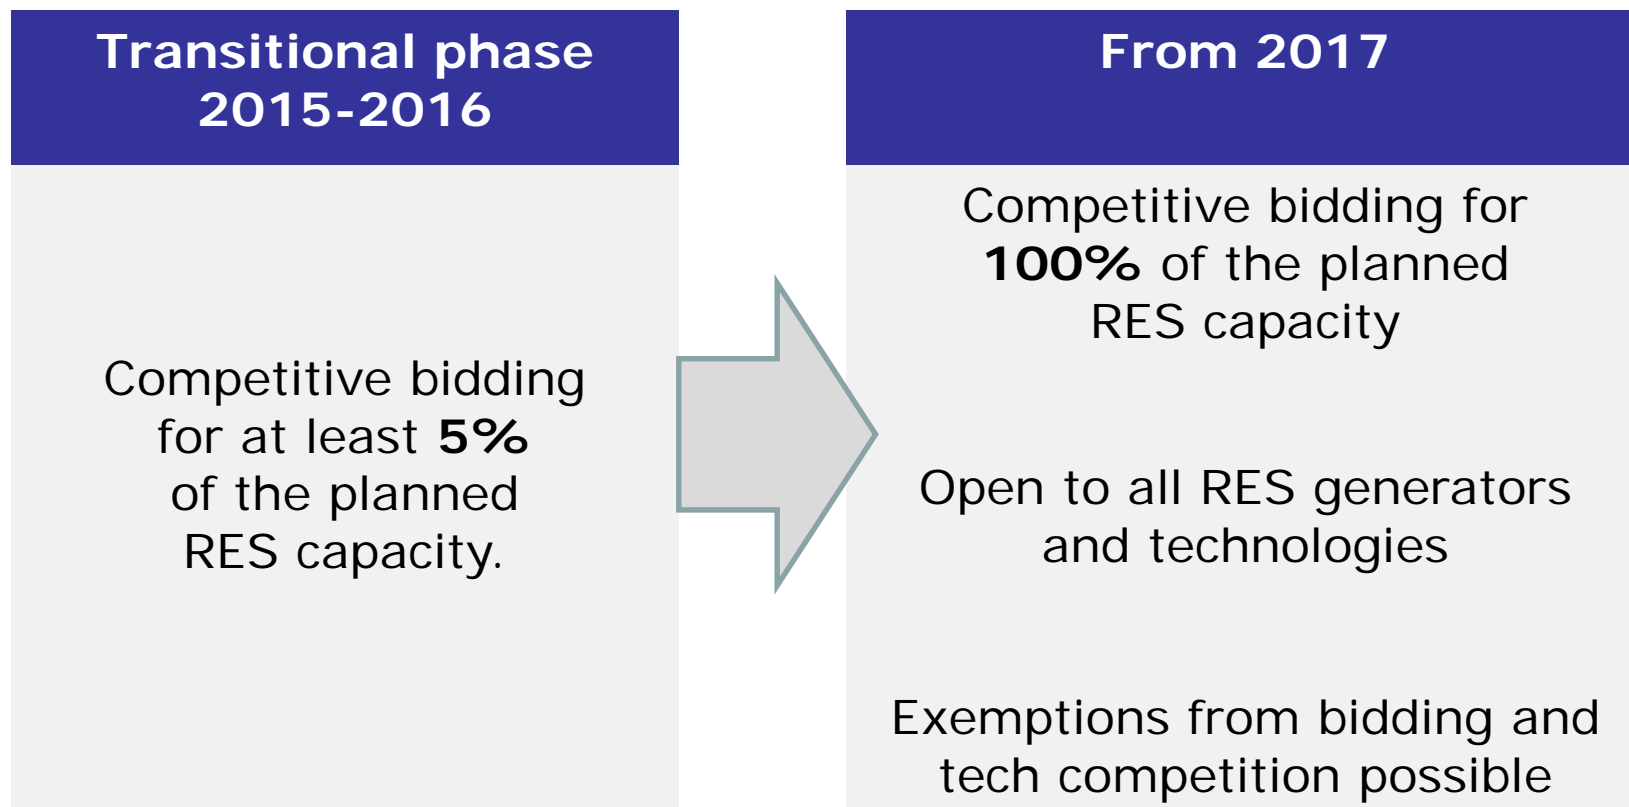 Transitional phase
2015-2016
Competitive bidding
for at least 5%
of the planned
RES capacity.
From 2017
Competitive bidding for
100% of the planned
RES capacity
Open to all RES generators
and technologies
Exemptions from bidding and
tech competition possible